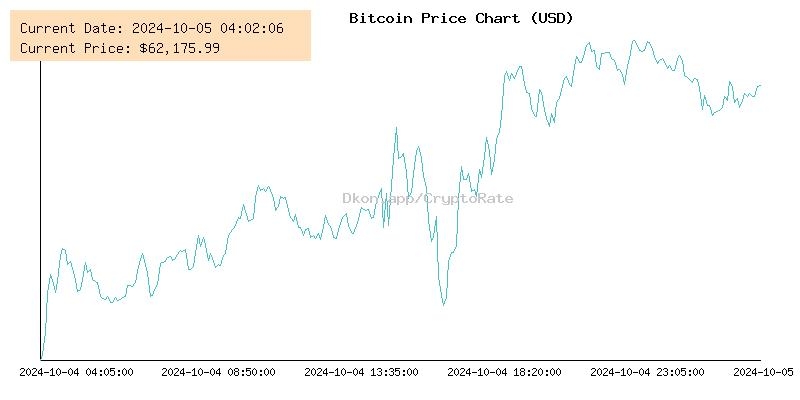 Bitcoin Price Chart (USD)
Current Date: 2024-10-05 04:02:06
Current Price: $62,175.99
Dkon.app/CryptoRate
2024-10-04 04:05:00 2024-10-04 08:50:00 2024-10-04 13:35:00 2024-10-04 18:20:00 2024-10-04 23:05:00 2024-10-05